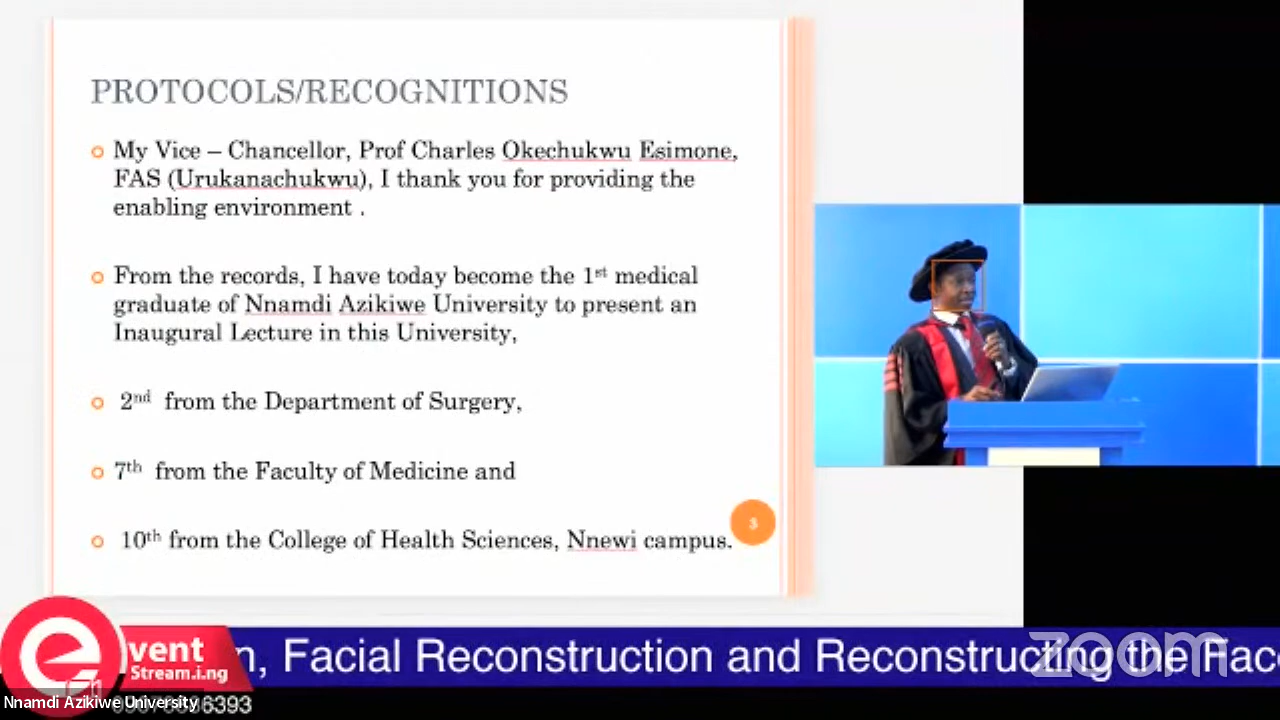 PROTOCOLS/RECOGNITIONS
My Vice – Chancellor, Prof Charles Okechukwu Esimone,
FAS (Urukanachukwu), I thank you for providing the
enabling environment .
From the records, I have today become the 1st medical
graduate of Nnamdi Azikiwe University to present an
Inaugural Lecture in this University,
2nd from the Department of Surgery,
7th from the Faculty of Medicine and
10th from the College of Health Sciences, Nnewi campus.
3
event
Stream.i.ng
n, Facial Reconstruction and Reconstructing the Face
zoom
Nnamdi Azikiwe University